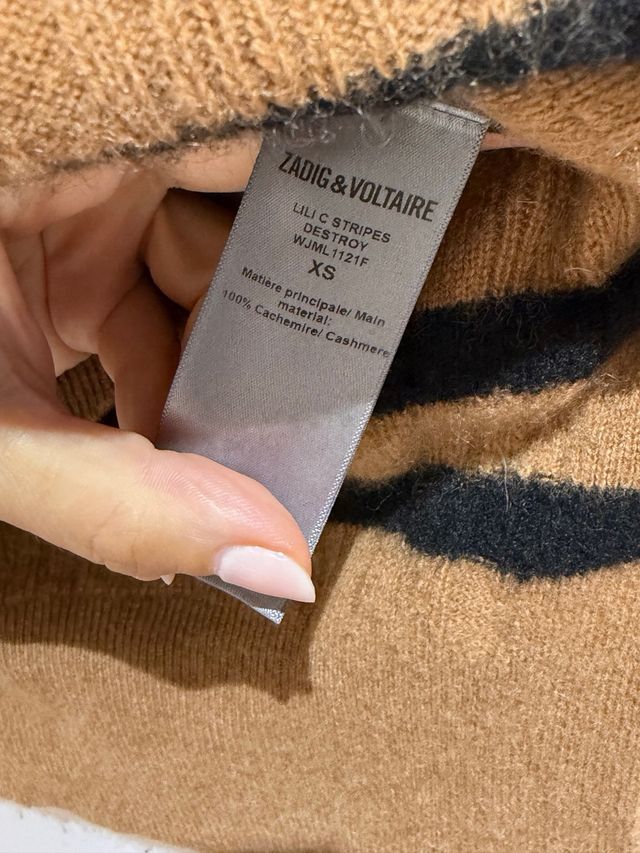 ZADIG&VOLTAIRE
LILI C STRIPES
DESTROY
WJML1121F
XS
Matière principale/ Main
material:
100% Cachemire/ Cashmere